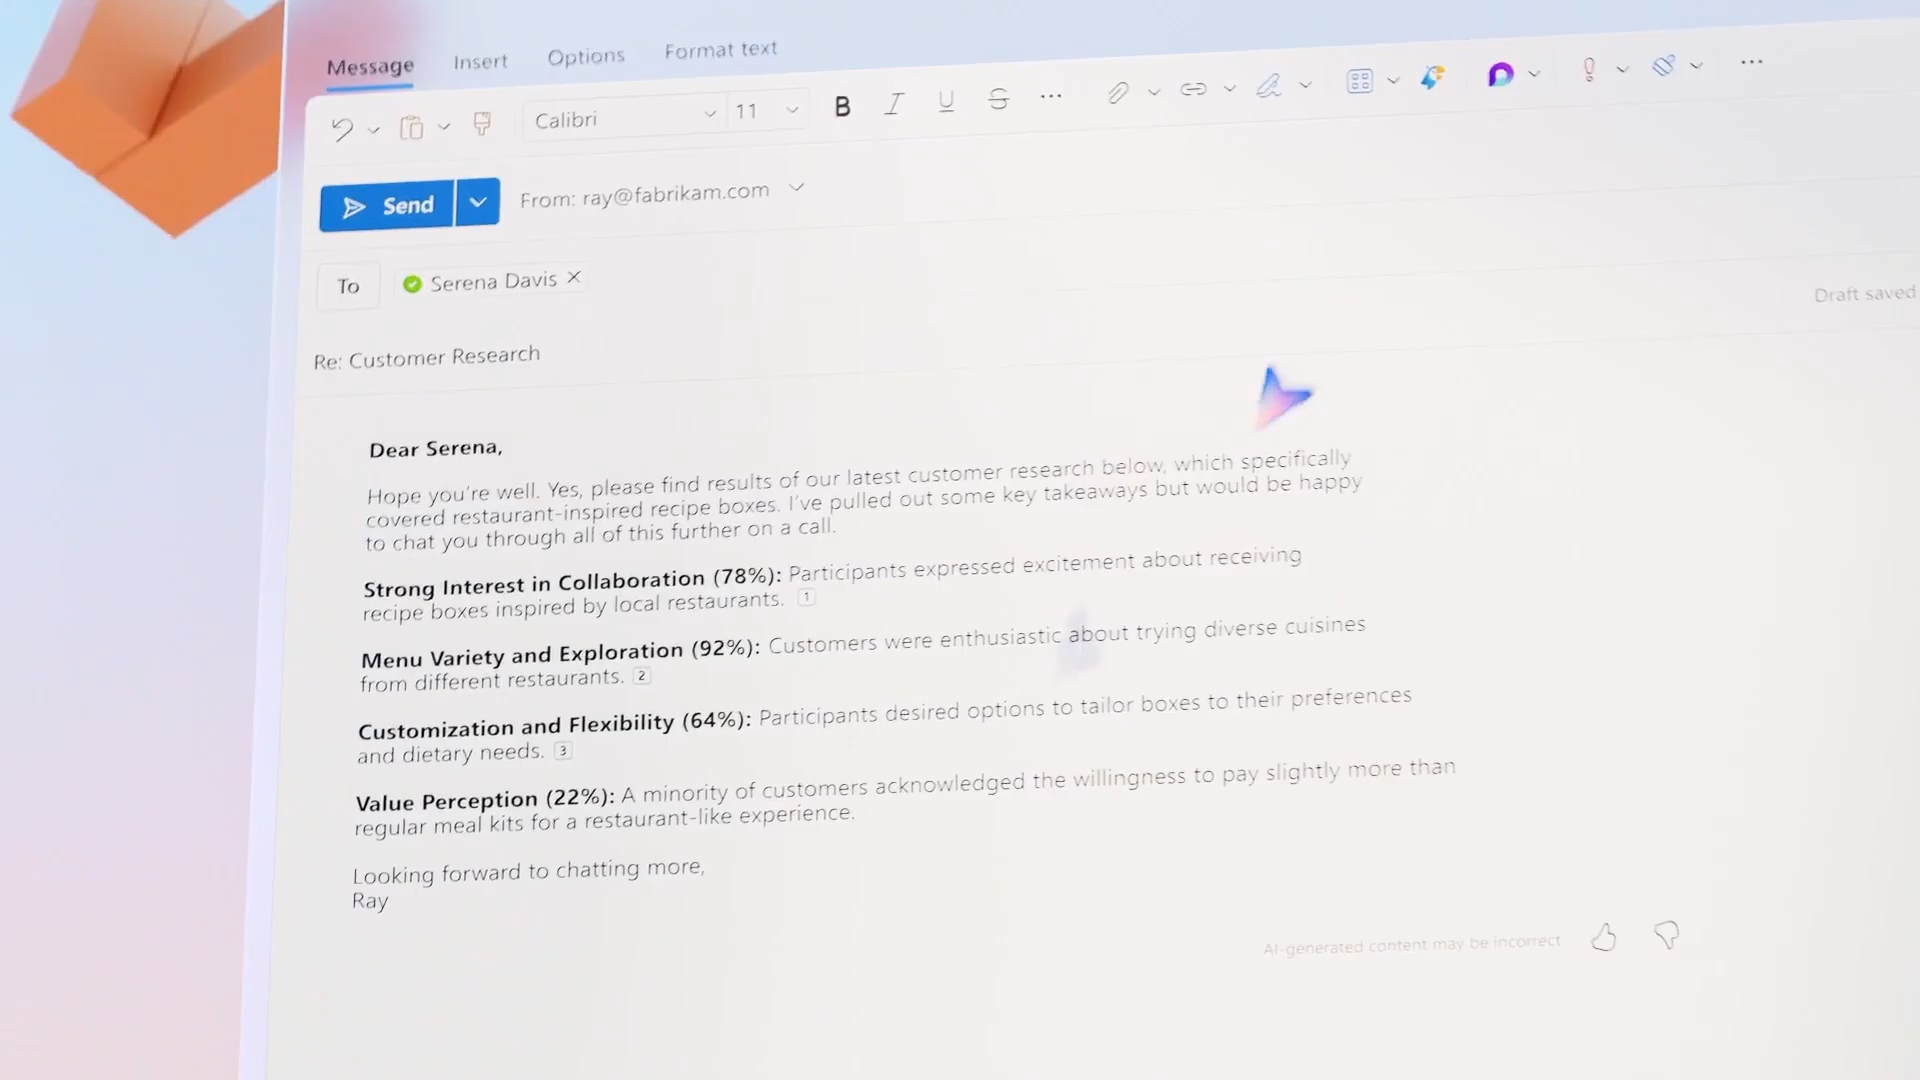 Message Insert Options Format text
Calibri 11 B I U S
Send From: ray@fabrikam.com
To Serena Davis
Draft saved
Re: Customer Research
Dear Serena,
Hope you're well. Yes, please find results of our latest customer research below, which specifically
covered restaurant-inspired recipe boxes. I've pulled out some key takeaways but would be happy
to chat you through all of this further on a call.
Strong Interest in Collaboration (78%): Participants expressed excitement about receiving
recipe boxes inspired by local restaurants. 1
Menu Variety and Exploration (92%): Customers were enthusiastic about trying diverse cuisines
from different restaurants. 2
Customization and Flexibility (64%): Participants desired options to tailor boxes to their preferences
and dietary needs. 3
Value Perception (22%): A minority of customers acknowledged the willingness to pay slightly more than
regular meal kits for a restaurant-like experience.
Looking forward to chatting more,
Ray
AI-generated content may be incorrect